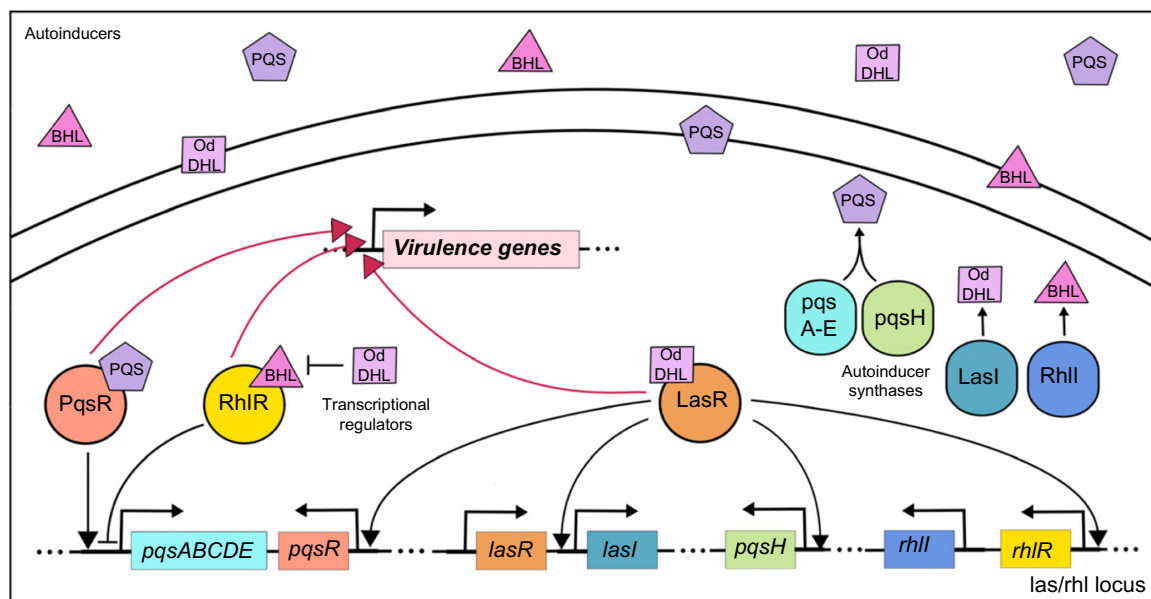 Autoinducers
PQS
BHL
Od
DHL
PQS
BHL
Od
DHL
PQS
BHL
PQS
Virulence genes
pqs
A-E
pqsH
Od
DHL
BHL
Autoinducer
synthases
LasI
RhlI
PQS
PqsR
BHL
RhlR
Od
DHL
Transcriptional
regulators
Od
DHL
LasR
pqsABCDE
pqsR
lasR
lasI
pqsH
rhlI
rhlR
las/rhl locus